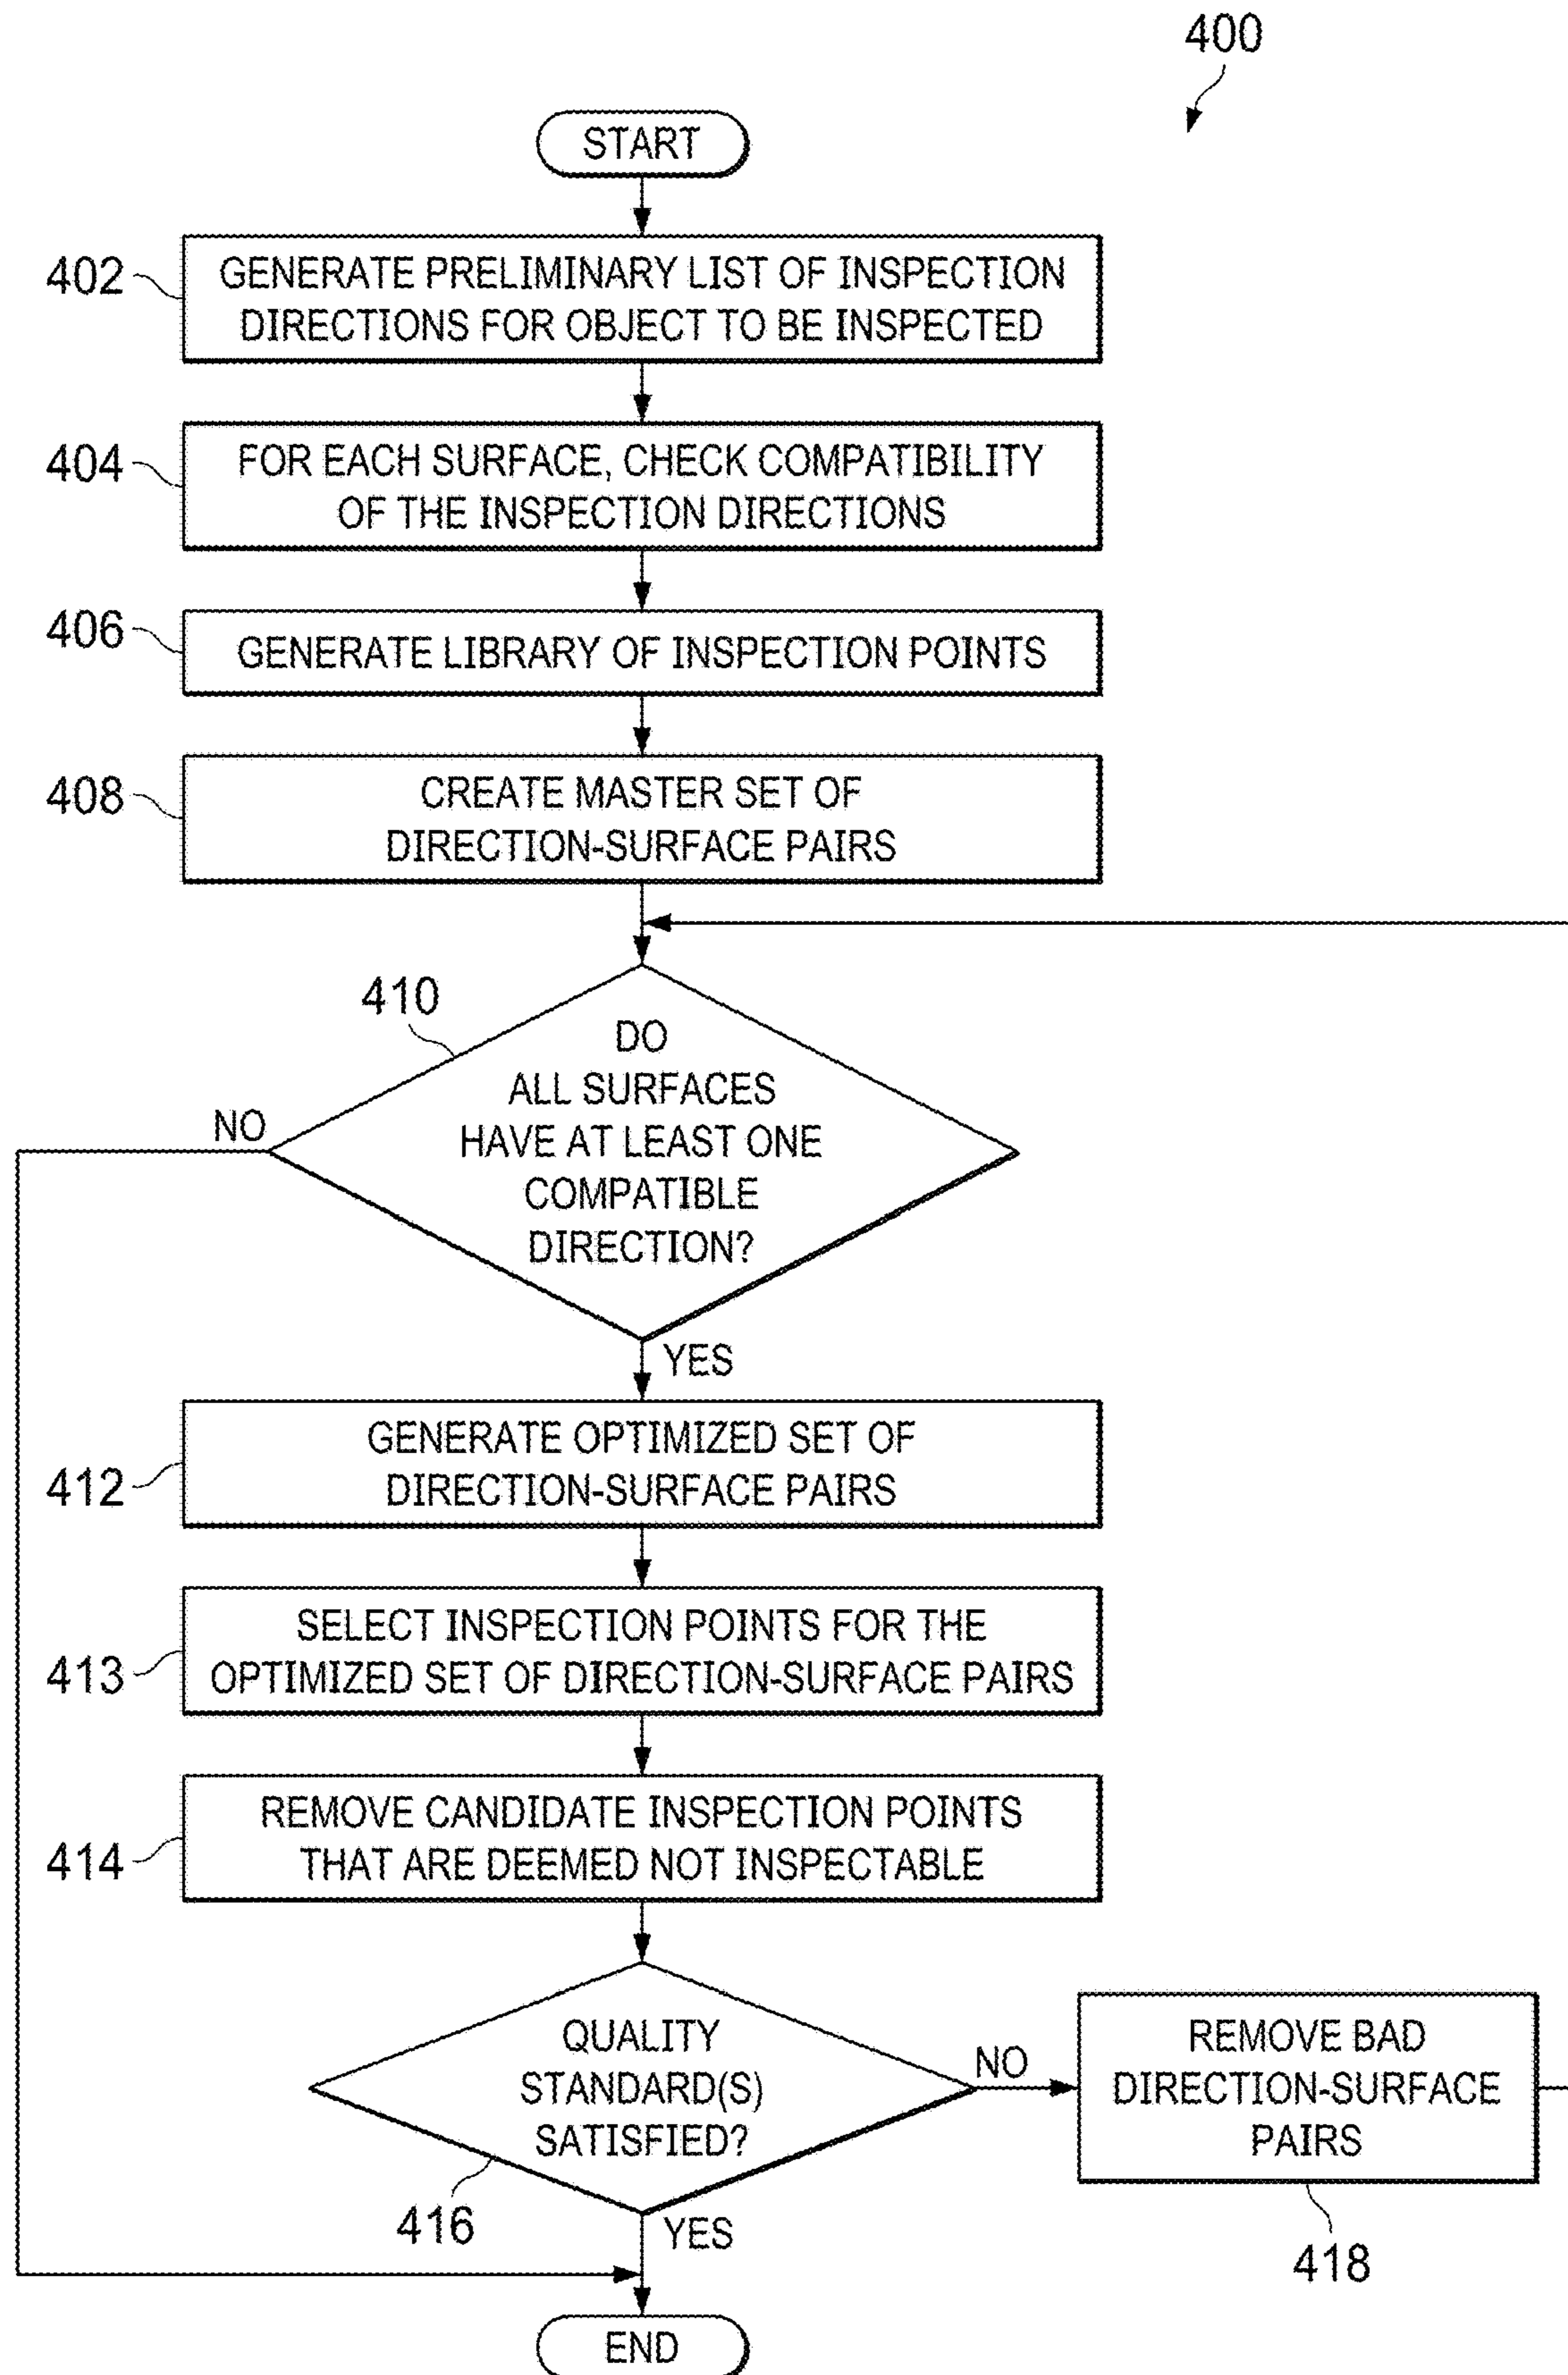 400
START
402
GENERATE PRELIMINARY LIST OF INSPECTION
DIRECTIONS FOR OBJECT TO BE INSPECTED
404
FOR EACH SURFACE, CHECK COMPATIBILITY
OF THE INSPECTION DIRECTIONS
406
GENERATE LIBRARY OF INSPECTION POINTS
408
CREATE MASTER SET OF
DIRECTION-SURFACE PAIRS
410
DO
ALL SURFACES
HAVE AT LEAST ONE
COMPATIBLE
DIRECTION?
NO
YES
412
GENERATE OPTIMIZED SET OF
DIRECTION-SURFACE PAIRS
413
SELECT INSPECTION POINTS FOR THE
OPTIMIZED SET OF DIRECTION-SURFACE PAIRS
414
REMOVE CANDIDATE INSPECTION POINTS
THAT ARE DEEMED NOT INSPECTABLE
QUALITY
STANDARD(S)
SATISFIED?
416
NO
YES
REMOVE BAD
DIRECTION-SURFACE
PAIRS
418
END